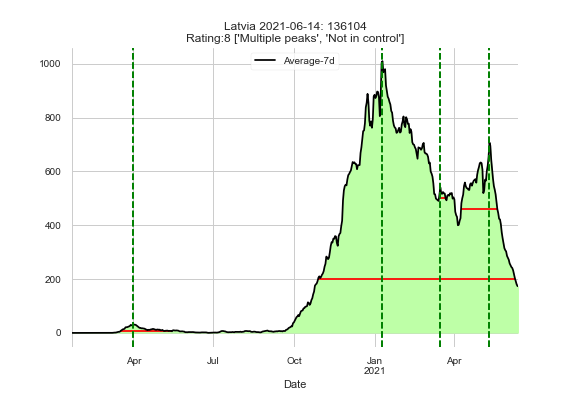 Latvia 2021-06-14: 136104
Rating:8 ['Multiple peaks', 'Not in control']
Average-7d
1000
800
600
400
200
0
Apr Jul Oct Jan Apr
2021
Date